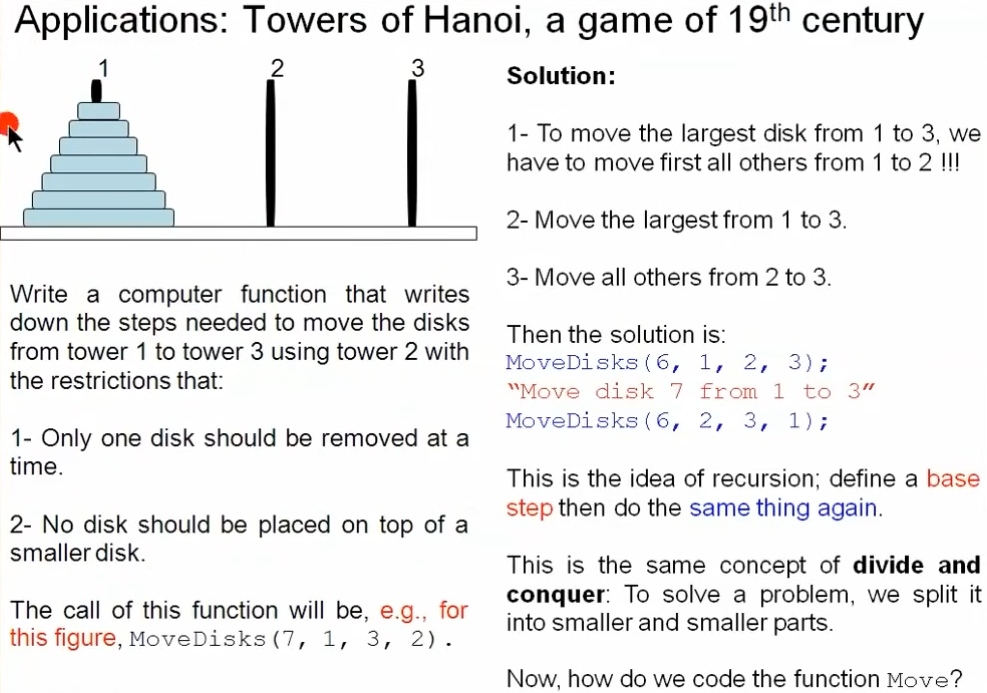 Applications: Towers of Hanoi, a game of 19th century
1 2 3
Write a computer function that writes
down the steps needed to move the disks
from tower 1 to tower 3 using tower 2 with
the restrictions that:
1- Only one disk should be removed at a
time.
2- No disk should be placed on top of a
smaller disk.
The call of this function will be, e.g., for
this figure, MoveDisks(7, 1, 3, 2).
Solution:
1- To move the largest disk from 1 to 3, we
have to move first all others from 1 to 2 !!!
2- Move the largest from 1 to 3.
3- Move all others from 2 to 3.
Then the solution is:
MoveDisks(6, 1, 2, 3);
“Move disk 7 from 1 to 3”
MoveDisks(6, 2, 3, 1);
This is the idea of recursion; define a base
step then do the same thing again.
This is the same concept of divide and
conquer: To solve a problem, we split it
into smaller and smaller parts.
Now, how do we code the function Move?